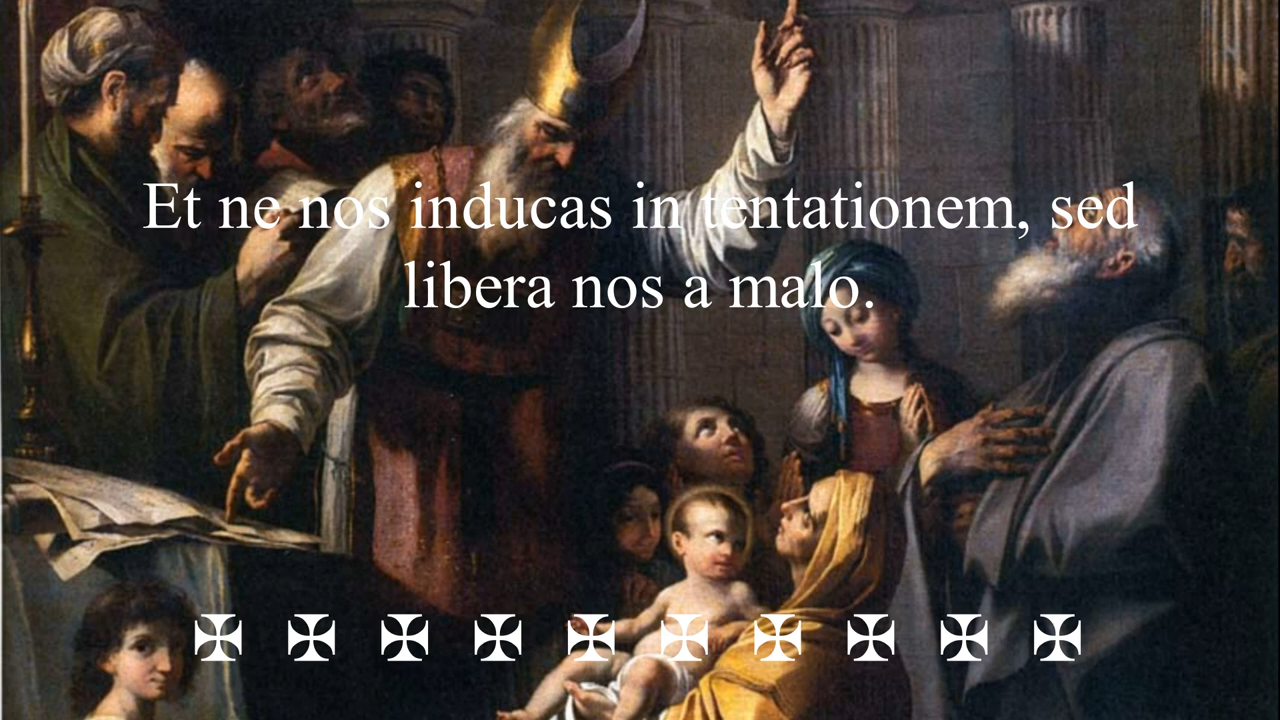 Et ne nos inducas in tentationem, sed
libera nos a malo.
✠ ✠ ✠ ✠ ✠ ✠ ✠ ✠ ✠ ✠